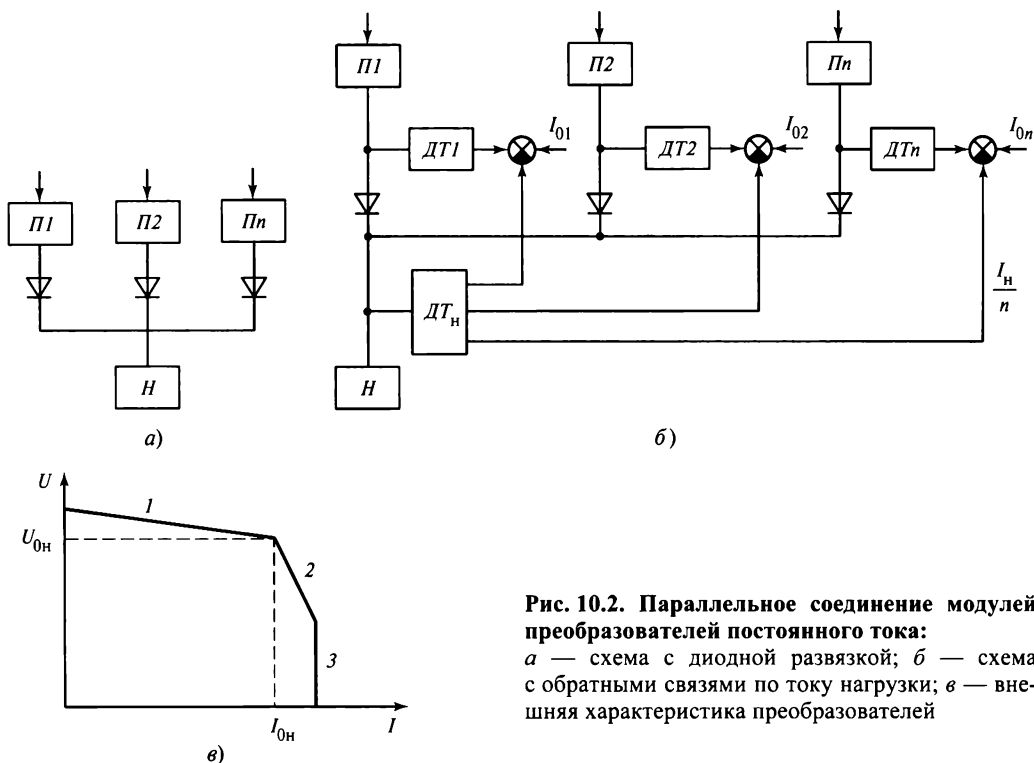 П1
П2
Пn
а)
Н
П1
П2
Пn
ДТ1
I01
ДТ2
I02
ДТn
I0n
ДТн
Iн
n
Н
б)
U
U0н
1
2
3
I0н
I
в)
Рис. 10.2. Параллельное соединение модулей
преобразователей постоянного тока:
а — схема с диодной развязкой; б — схема
с обратными связями по току нагрузки; в — вне-
шняя характеристика преобразователей